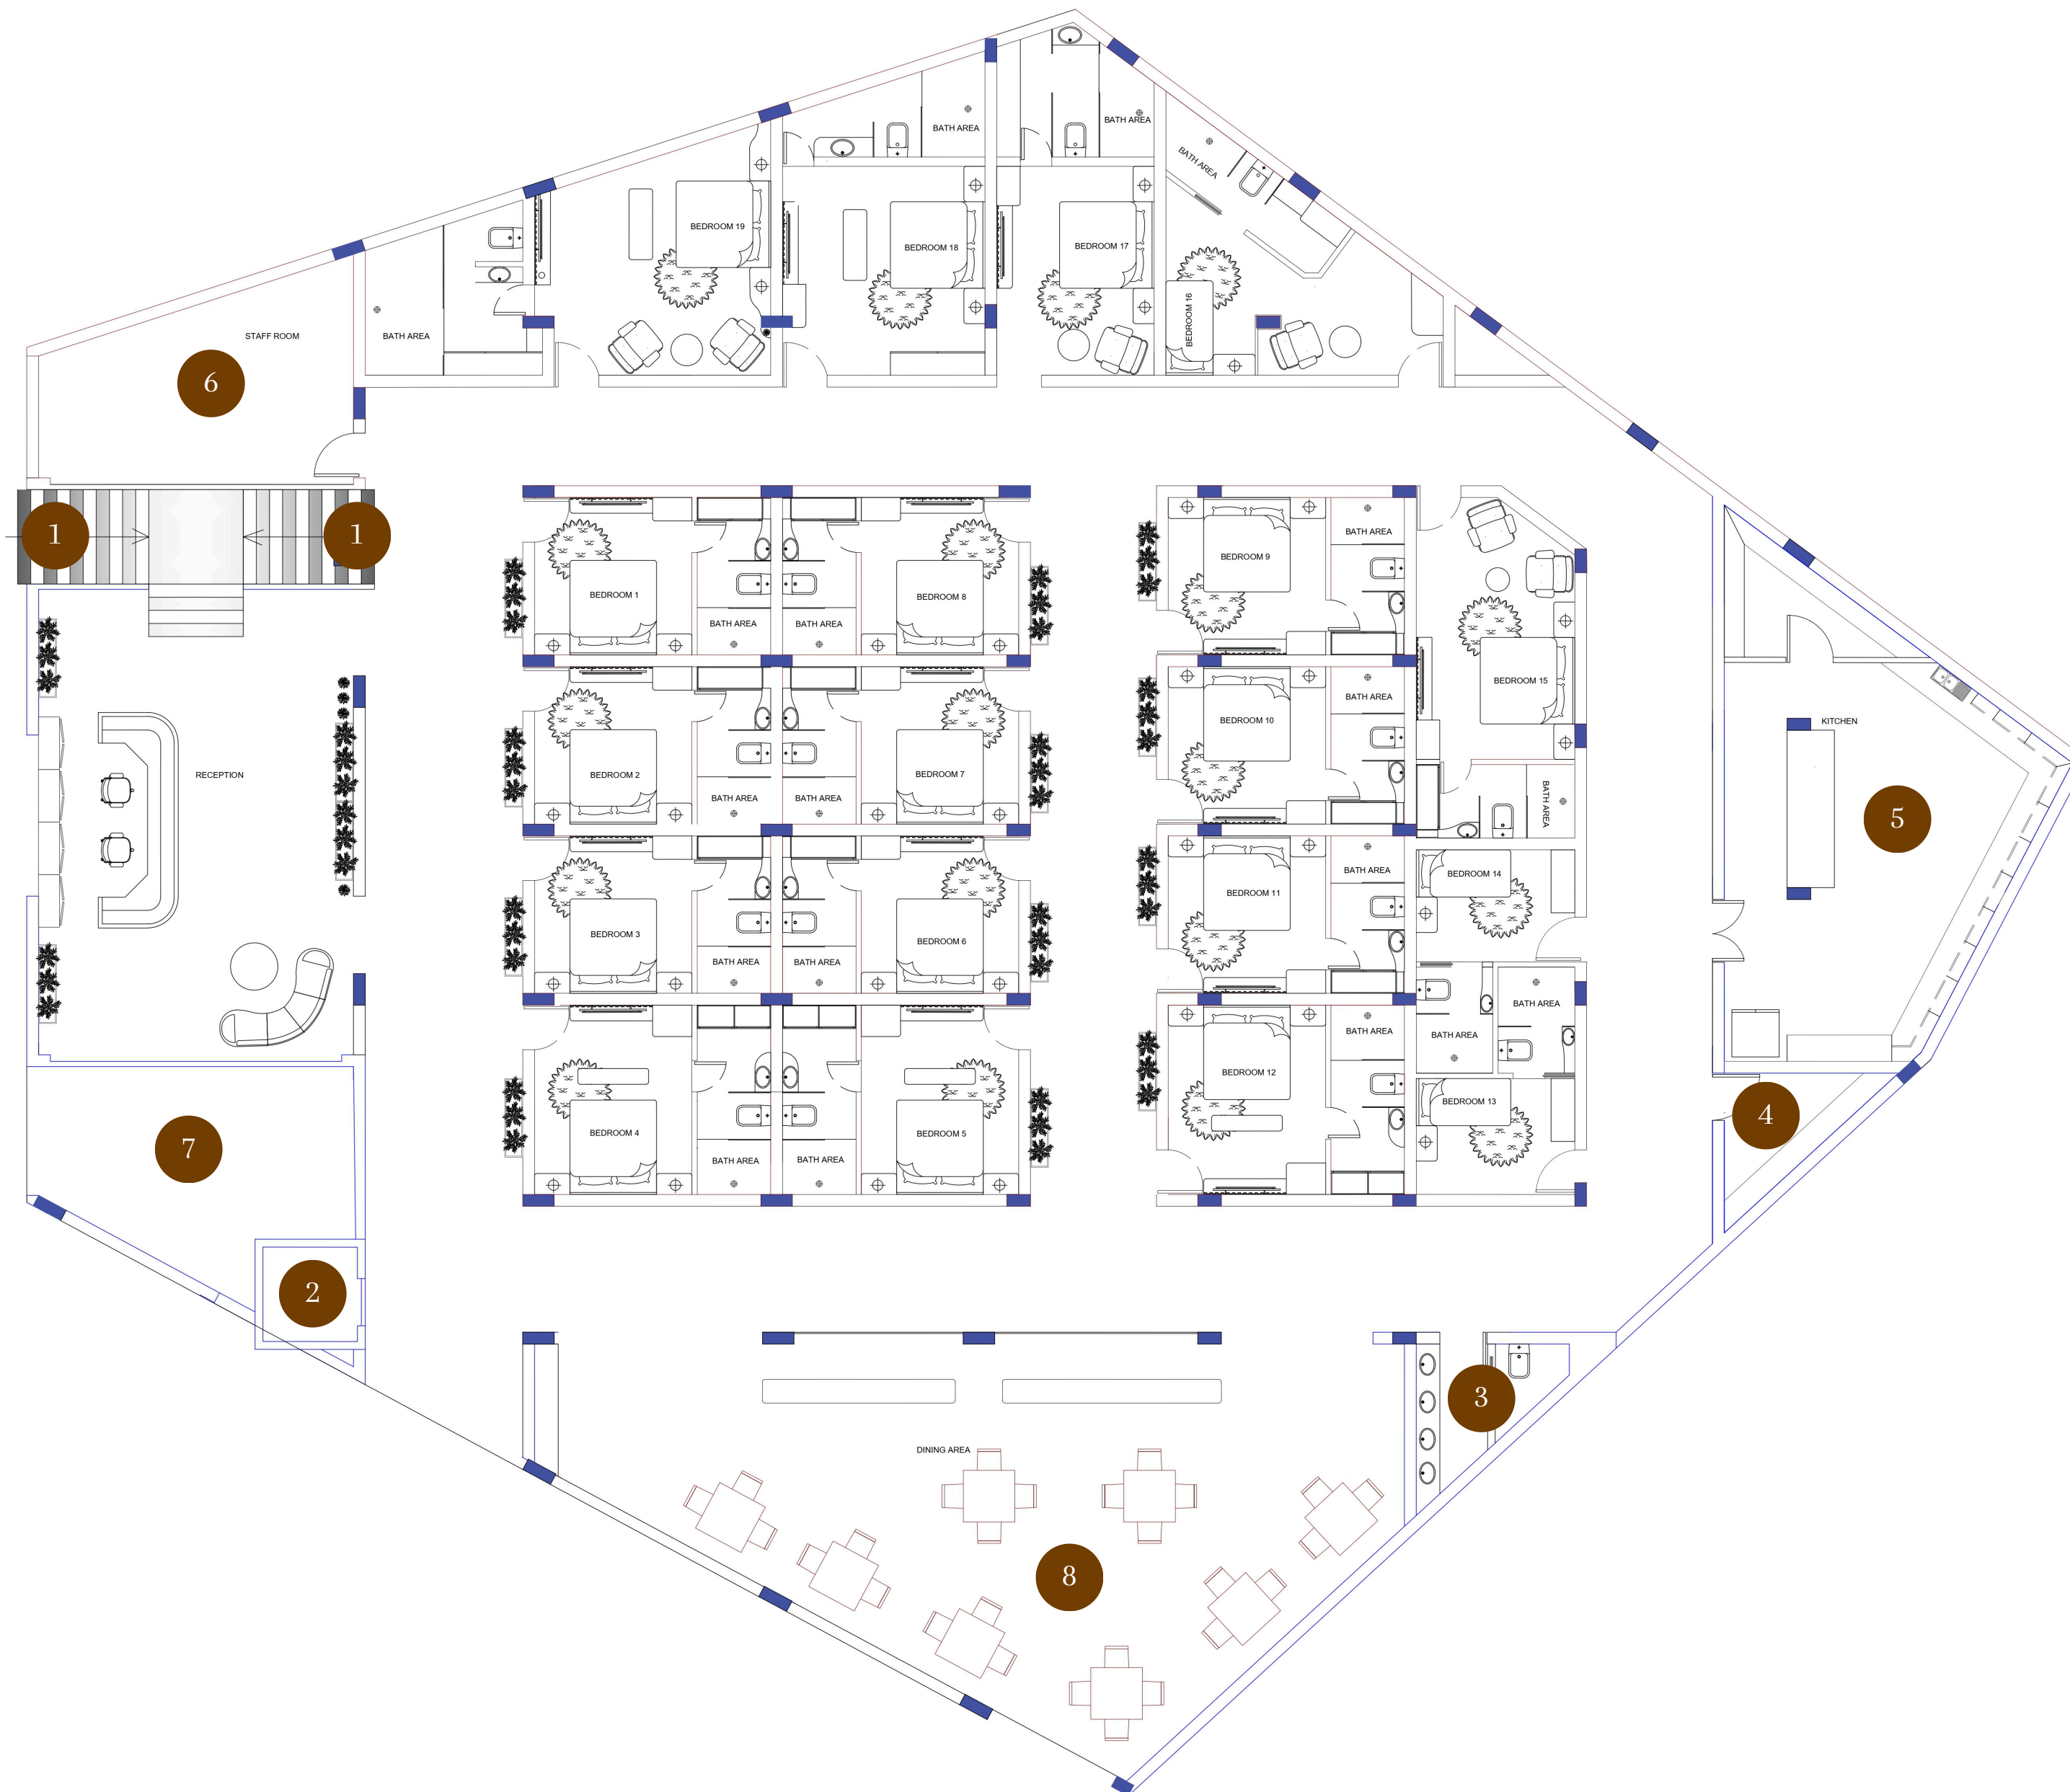 BATH AREA
BATH AREA
BATH AREA
BEDROOM 19
BEDROOM 18
BEDROOM 17
BEDROOM 16
STAFF ROOM
BATH AREA
6
1
1
BEDROOM 1
BATH AREA
BATH AREA
BEDROOM 8
BEDROOM 9
BATH AREA
BEDROOM 2
BATH AREA
BATH AREA
BEDROOM 7
BEDROOM 10
BATH AREA
BEDROOM 15
BATH AREA
KITCHEN
5
RECEPTION
BEDROOM 3
BATH AREA
BATH AREA
BEDROOM 6
BEDROOM 11
BATH AREA
BEDROOM 14
BATH AREA
BATH AREA
BEDROOM 4
BATH AREA
BATH AREA
BEDROOM 5
BEDROOM 12
BATH AREA
BEDROOM 13
4
7
2
3
DINING AREA
8